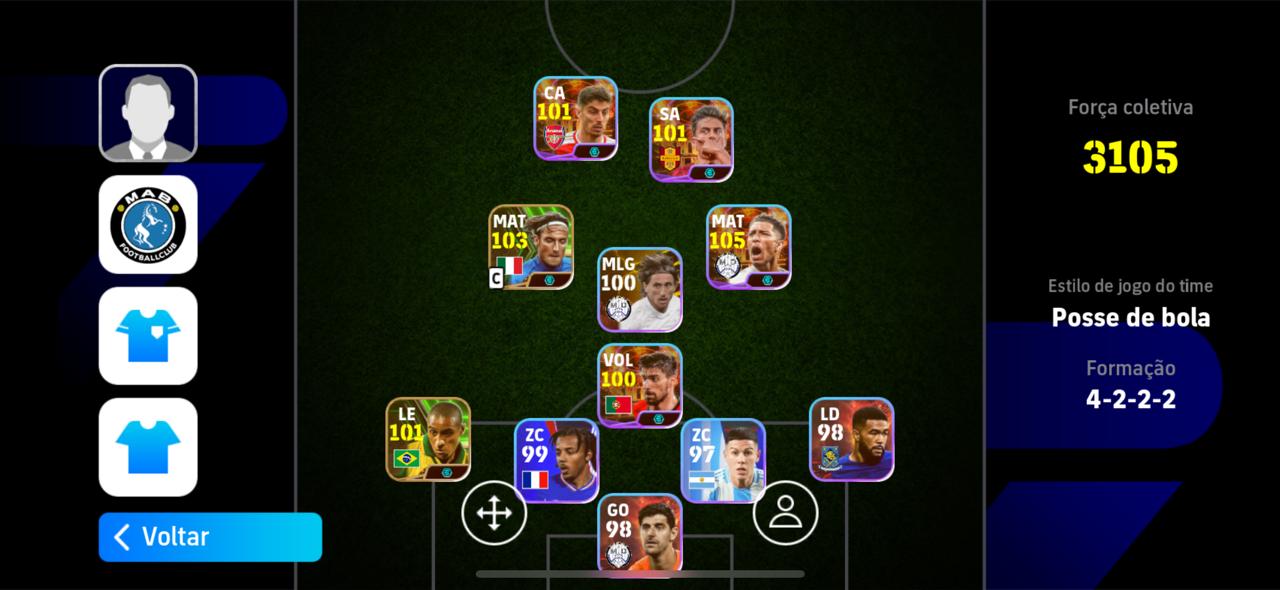 MAB
FOOTBALLCLUB
Voltar
CA
101
Arsenal
SA
101
MAT
103
C
MLG
100
MAT
105
VOL
100
LE
101
ZC
99
ZC
97
LD
98
GO
98
Força coletiva
3105
Estilo de jogo do time
Posse de bola
Formação
4-2-2-2